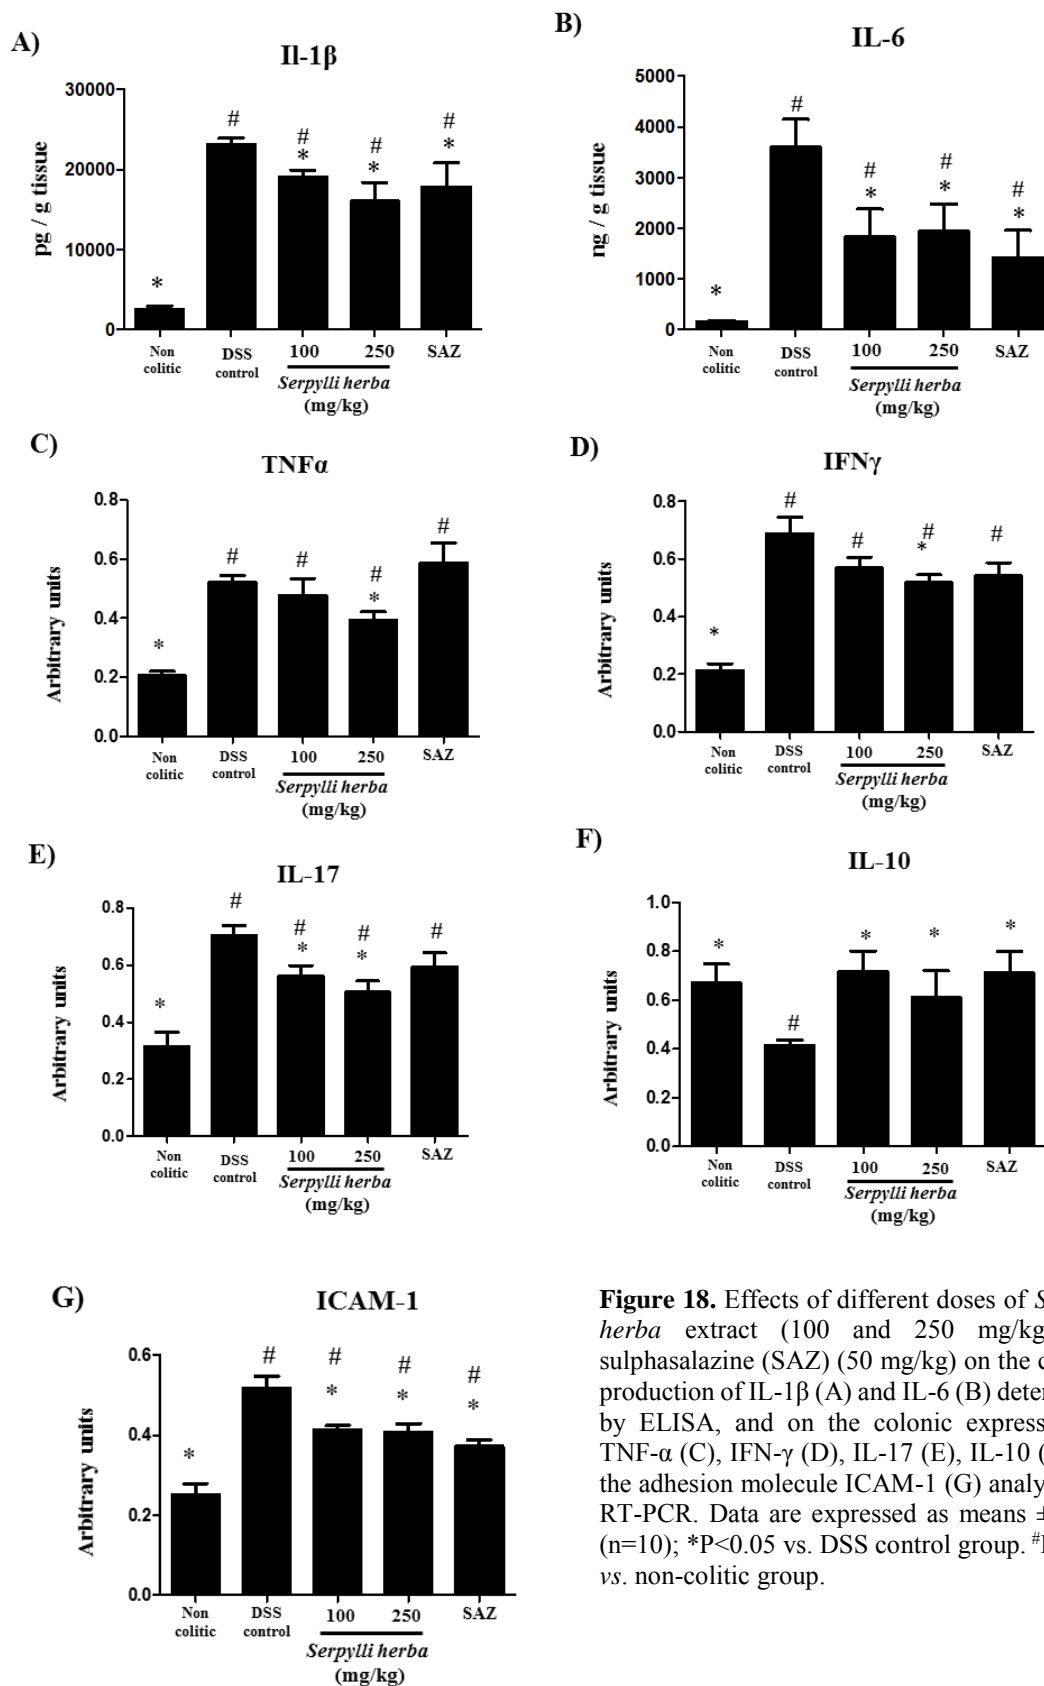 A)
Il-1β
pg / g tissue
30000
20000
10000
0
*
#
#
*
#
*
#
*
Non
colitic
DSS
control
100
250
SAZ
Serpylli herba
(mg/kg)
B)
IL-6
ng / g tissue
5000
4000
3000
2000
1000
0
*
#
#
*
#
*
#
*
Non
colitic
DSS
control
100
250
SAZ
Serpylli herba
(mg/kg)
C)
TNFα
Arbitrary units
0.8
0.6
0.4
0.2
0.0
*
#
#
#
*
#
Non
colitic
DSS
control
100
250
SAZ
Serpylli herba
(mg/kg)
D)
IFNγ
Arbitrary units
0.8
0.6
0.4
0.2
0.0
*
#
#
#
*
#
Non
colitic
DSS
control
100
250
SAZ
Serpylli herba
(mg/kg)
E)
IL-17
Arbitrary units
0.8
0.6
0.4
0.2
0.0
*
#
#
*
#
*
#
Non
colitic
DSS
control
100
250
SAZ
Serpylli herba
(mg/kg)
F)
IL-10
Arbitrary units
1.0
0.8
0.6
0.4
0.2
0.0
*
#
*
*
*
Non
colitic
DSS
control
100
250
SAZ
Serpylli herba
(mg/kg)
G)
ICAM-1
Arbitrary units
0.6
0.4
0.2
0.0
*
#
#
*
#
*
#
*
Non
colitic
DSS
control
100
250
SAZ
Serpylli herba
(mg/kg)
Figure 18. Effects of different doses of S
herba extract (100 and 250 mg/kg
sulphasalazine (SAZ) (50 mg/kg) on the c
production of IL-1β (A) and IL-6 (B) deter
by ELISA, and on the colonic express
TNF-α (C), IFN-γ (D), IL-17 (E), IL-10 (
the adhesion molecule ICAM-1 (G) analy
RT-PCR. Data are expressed as means ±
(n=10); *P<0.05 vs. DSS control group. #
vs. non-colitic group.